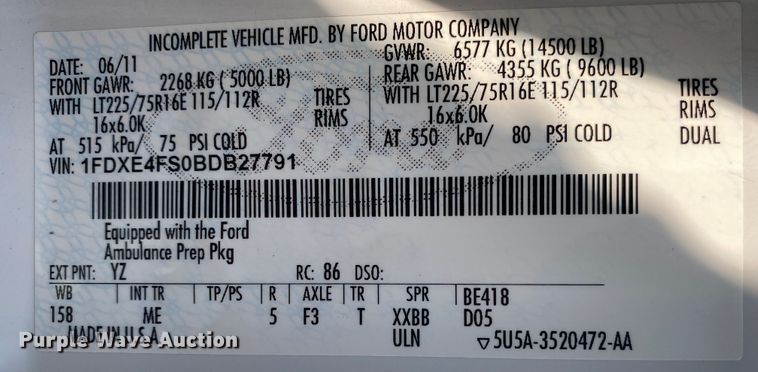 INCOMPLETE VEHICLE MFD. BY FORD MOTOR COMPANY
DATE: 06/11
GVWR: 6577 KG (14500 LB)
FRONT GAWR: 2268 KG (5000 LB)
REAR GAWR: 4355 KG (9600 LB)
WITH LT225/75R16E 115/112R TIRES
WITH LT225/75R16E 115/112R TIRES
16x6.0K RIMS
16x6.0K RIMS
AT 515 kPa/ 75 PSI COLD
AT 550 kPa/ 80 PSI COLD DUAL
VIN: 1FDXE4FS0BDB27791
Equipped with the Ford
Ambulance Prep Pkg
EXT PNT: YZ RC: 86 DSO:
WB INT TR TP/PS R AXLE TR SPR BE418
158 ME 5 F3 T XXBB D05
MADE IN U.S.A. ULN ▽5U5A-3520472-AA
Purple Wave Auction